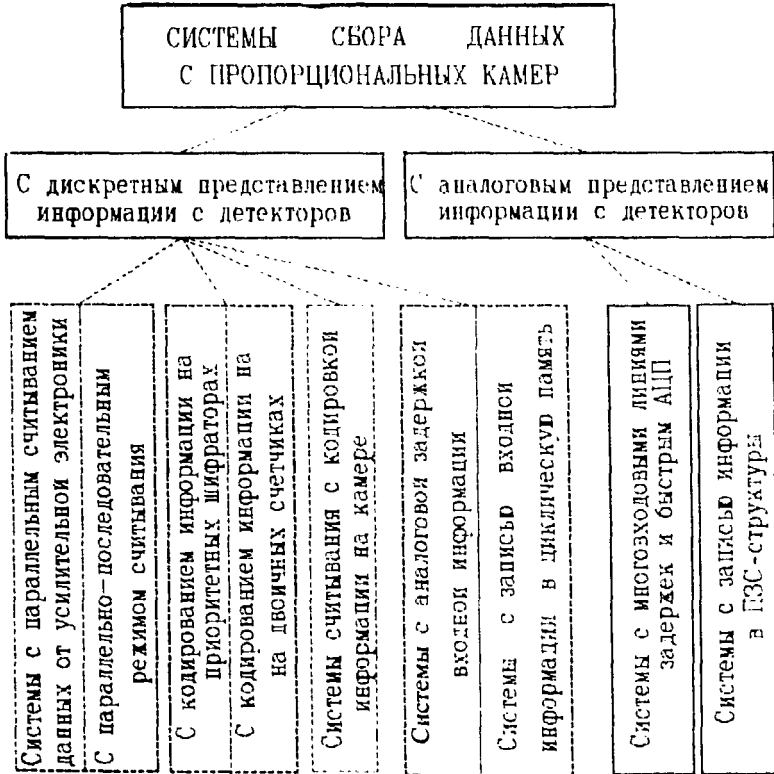 СИСТЕМЫ СБОРА ДАННЫХ
С ПРОПОРЦИОНАЛЬНЫХ КАМЕР
С дискретным представлением
информации с детекторов
С аналоговым представлением
информации с детекторов
Системы с параллельным считыванием
данных от усилительной электроники
С параллельно-последовательным
режимом считывания
С кодированием информации на
приоритетных шифраторах
С кодированием информации на
на двоичных счетчиках
Системы считывания с кодировкой
информации на камере
Системы с аналоговой задержкой
входной информации
Системы с записью входной
информации в циклическую память
Системы с многовходовыми линиями
задержек и быстрым АЦП
Системы с записью информации
в ПЗС-структуры